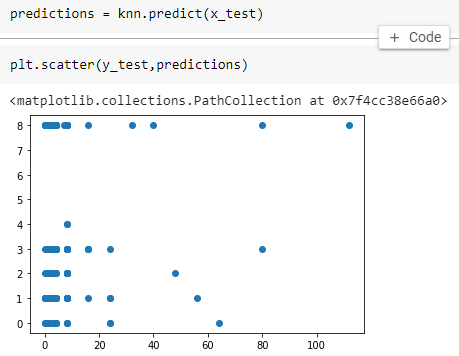 predictions = knn.predict(x_test)
+ Code
plt.scatter(y_test,predictions)
<matplotlib.collections.PathCollection at 0x7f4cc38e66a0>
8
7
6
5
4
3
2
1
0
0 20 40 60 80 100